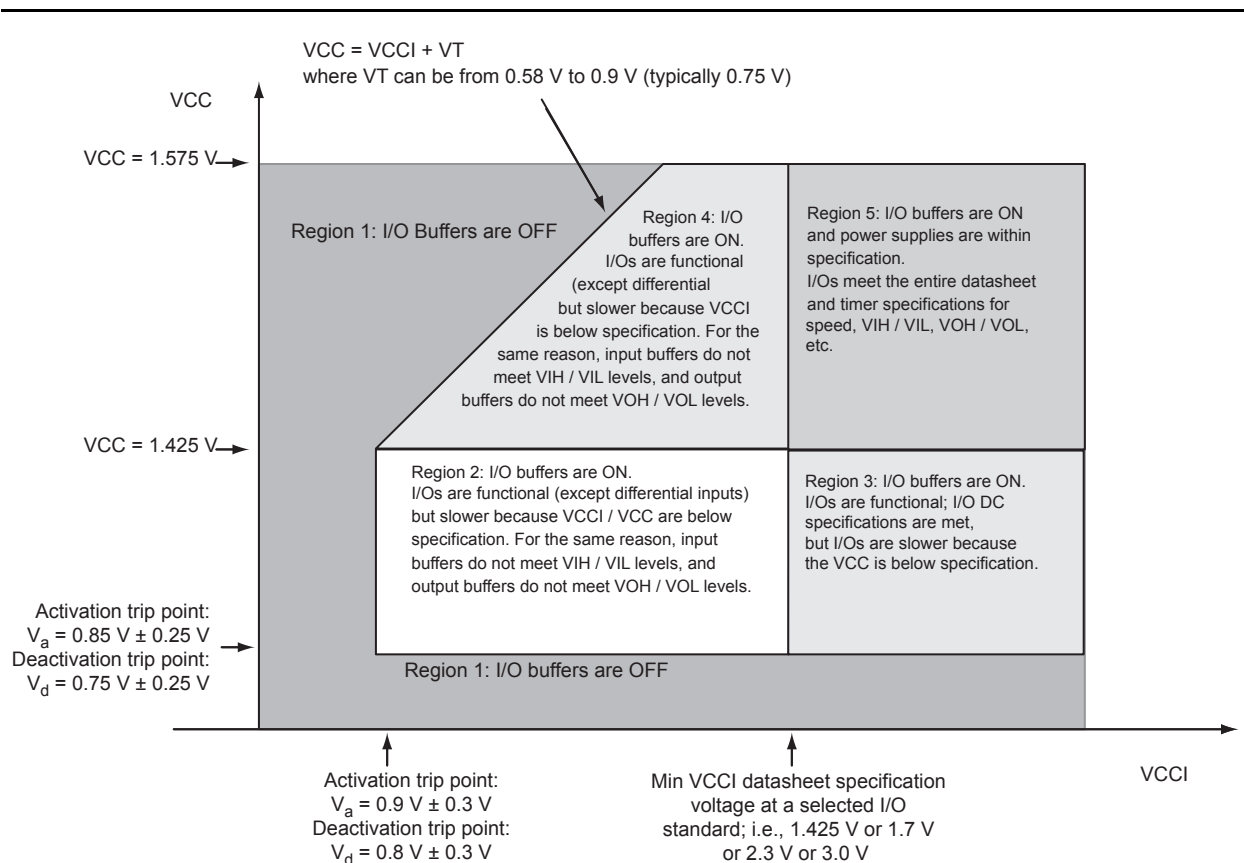 VCC = VCCI + VT
where VT can be from 0.58 V to 0.9 V (typically 0.75 V)
VCC
VCC = 1.575 V
Region 1: I/O Buffers are OFF
Region 4: I/O
buffers are ON.
I/Os are functional
(except differential
but slower because VCCI
is below specification. For the
same reason, input buffers do not
meet VIH / VIL levels, and output
buffers do not meet VOH / VOL levels.
Region 5: I/O buffers are ON
and power supplies are within
specification.
I/Os meet the entire datasheet
and timer specifications for
speed, VIH / VIL, VOH / VOL,
etc.
VCC = 1.425 V
Region 2: I/O buffers are ON.
I/Os are functional (except differential inputs)
but slower because VCCI / VCC are below
specification. For the same reason, input
buffers do not meet VIH / VIL levels, and
output buffers do not meet VOH / VOL levels.
Region 3: I/O buffers are ON.
I/Os are functional; I/O DC
specifications are met,
but I/Os are slower because
the VCC is below specification.
Activation trip point:
Va = 0.85 V ± 0.25 V
Deactivation trip point:
Vd = 0.75 V ± 0.25 V
Region 1: I/O buffers are OFF
VCCI
Activation trip point:
Va = 0.9 V ± 0.3 V
Deactivation trip point:
Vd = 0.8 V ± 0.3 V
Min VCCI datasheet specification
voltage at a selected I/O
standard; i.e., 1.425 V or 1.7 V
or 2.3 V or 3.0 V